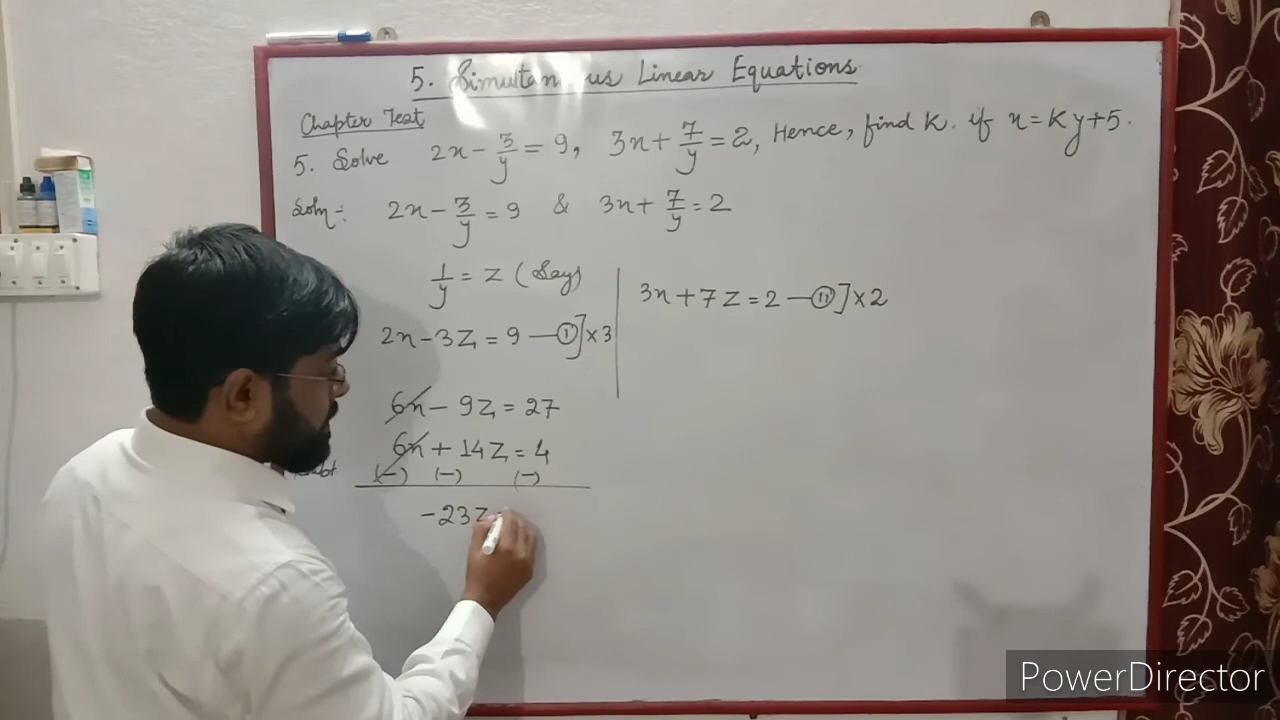 5. Simultan us Linear Equations
Chapter Test
5. Solve 2x - 3/y = 9, 3x + 7/y = 2, Hence, find K. if x = Ky + 5.
Soln:- 2x - 3/y = 9 & 3x + 7/y = 2
1/y = Z (Say)
2x - 3Z = 9 — (I) ] × 3
3x + 7Z = 2 — (II) ] × 2
6x - 9Z = 27
6x + 14Z = 4
(-) (-) (-)
-23Z
PowerDirector